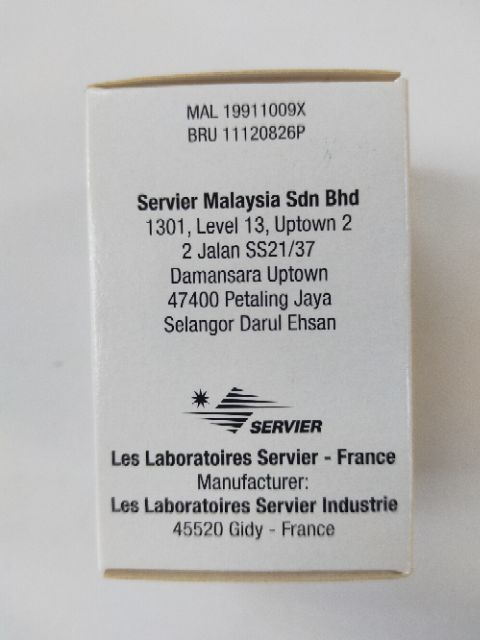 MAL 19911009X
BRU 11120826P
Servier Malaysia Sdn Bhd
1301, Level 13, Uptown 2
2 Jalan SS21/37
Damansara Uptown
47400 Petaling Jaya
Selangor Darul Ehsan
SERVIER
Les Laboratoires Servier - France
Manufacturer:
Les Laboratoires Servier Industrie
45520 Gidy - France